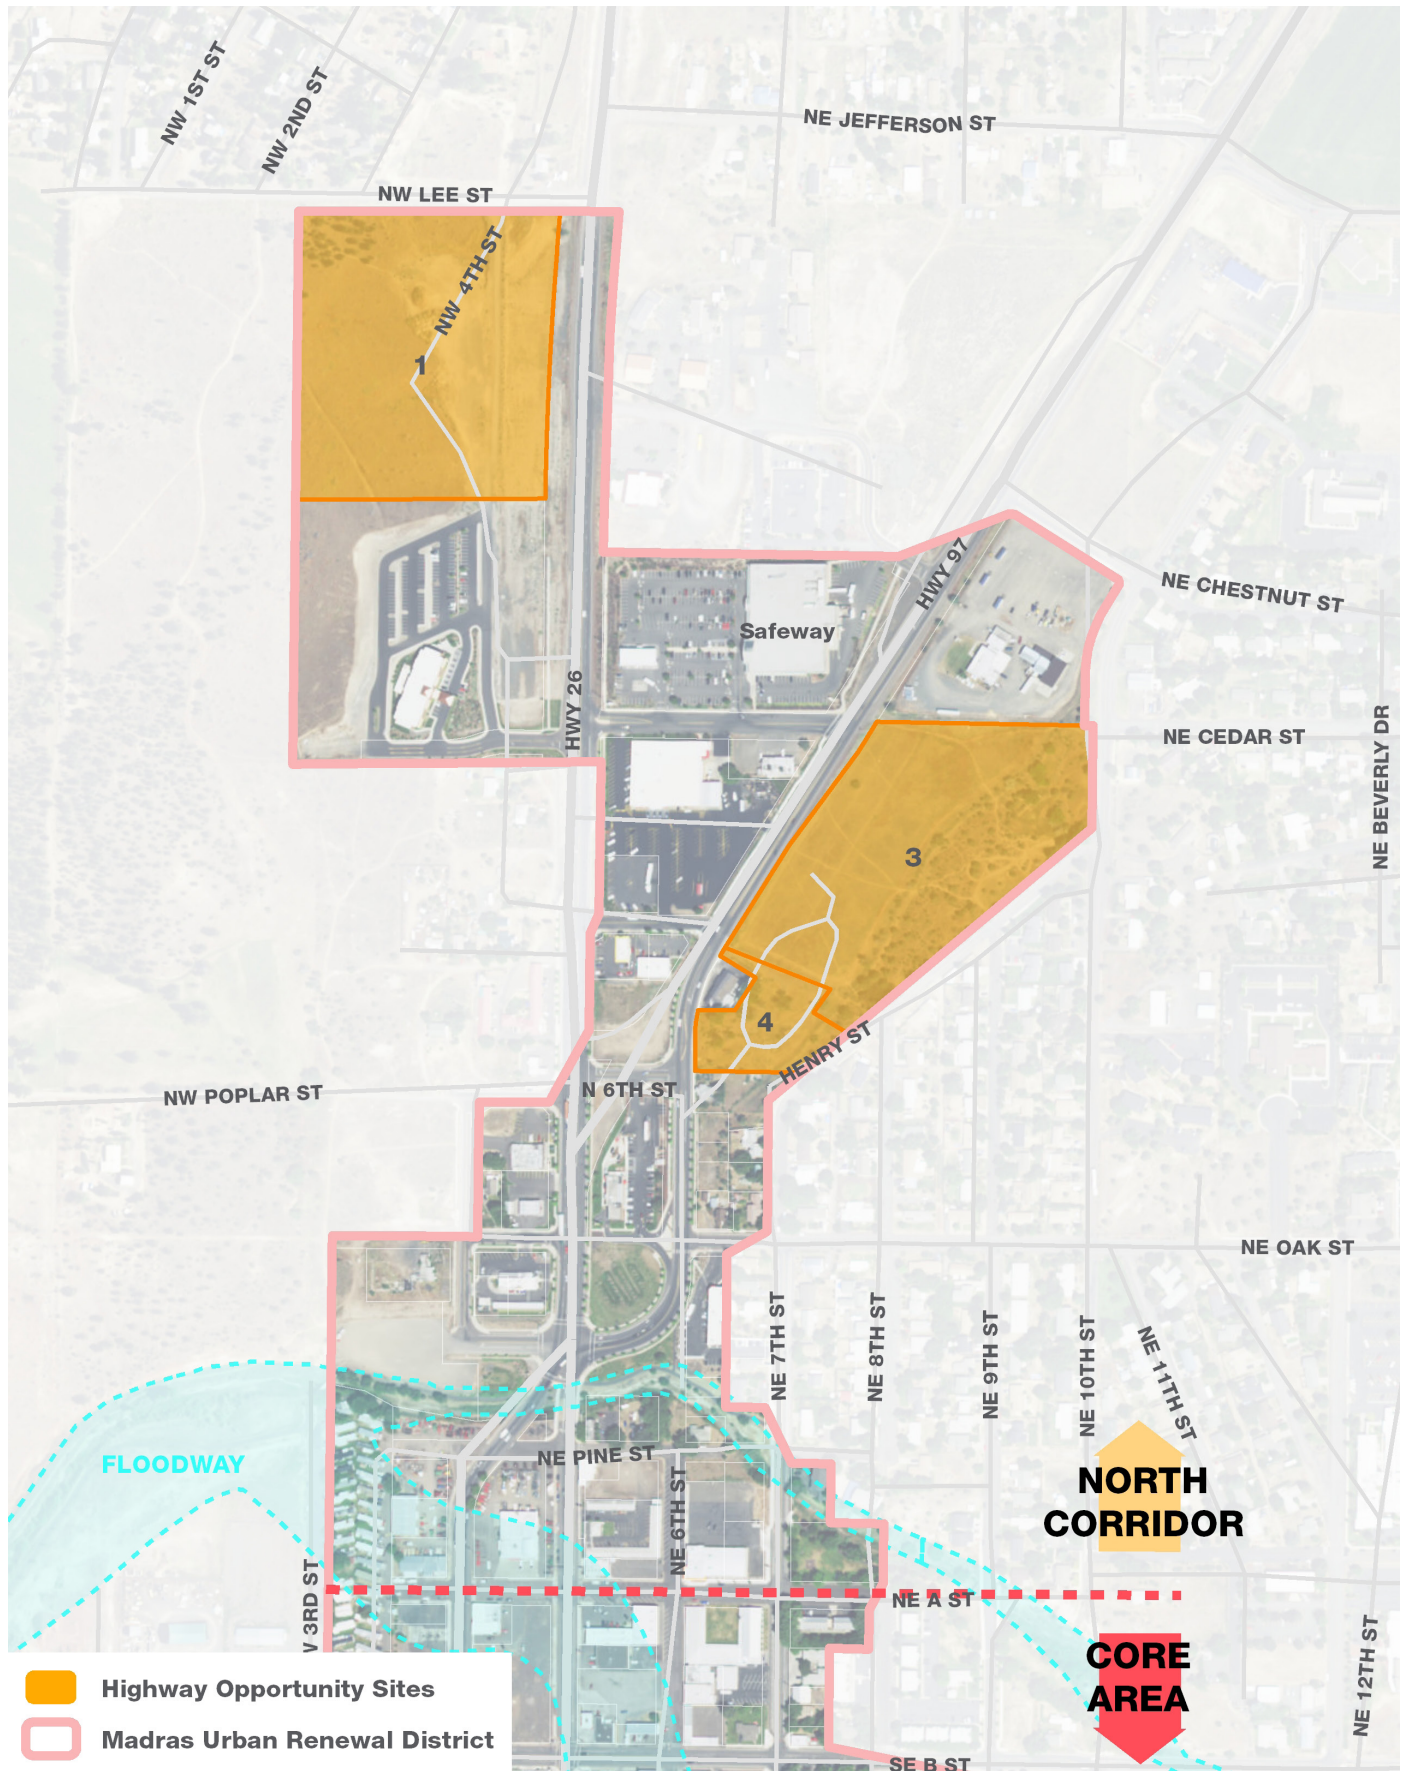 NW 1ST ST
NW 2ND ST
NE JEFFERSON ST
NW LEE ST
NW 4TH ST
1
HWY 97
NE CHESTNUT ST
Safeway
HWY 26
NE CEDAR ST
NE BEVERLY DR
3
4
HENRY ST
N 6TH ST
NW POPLAR ST
NE OAK ST
NE 7TH ST
NE 8TH ST
NE 9TH ST
NE 10TH ST
NE 11TH ST
FLOODWAY
NE PINE ST
NE 6TH ST
NORTH
CORRIDOR
3RD ST
NE A ST
CORE
AREA
NE 12TH ST
Highway Opportunity Sites
Madras Urban Renewal District
SE B ST